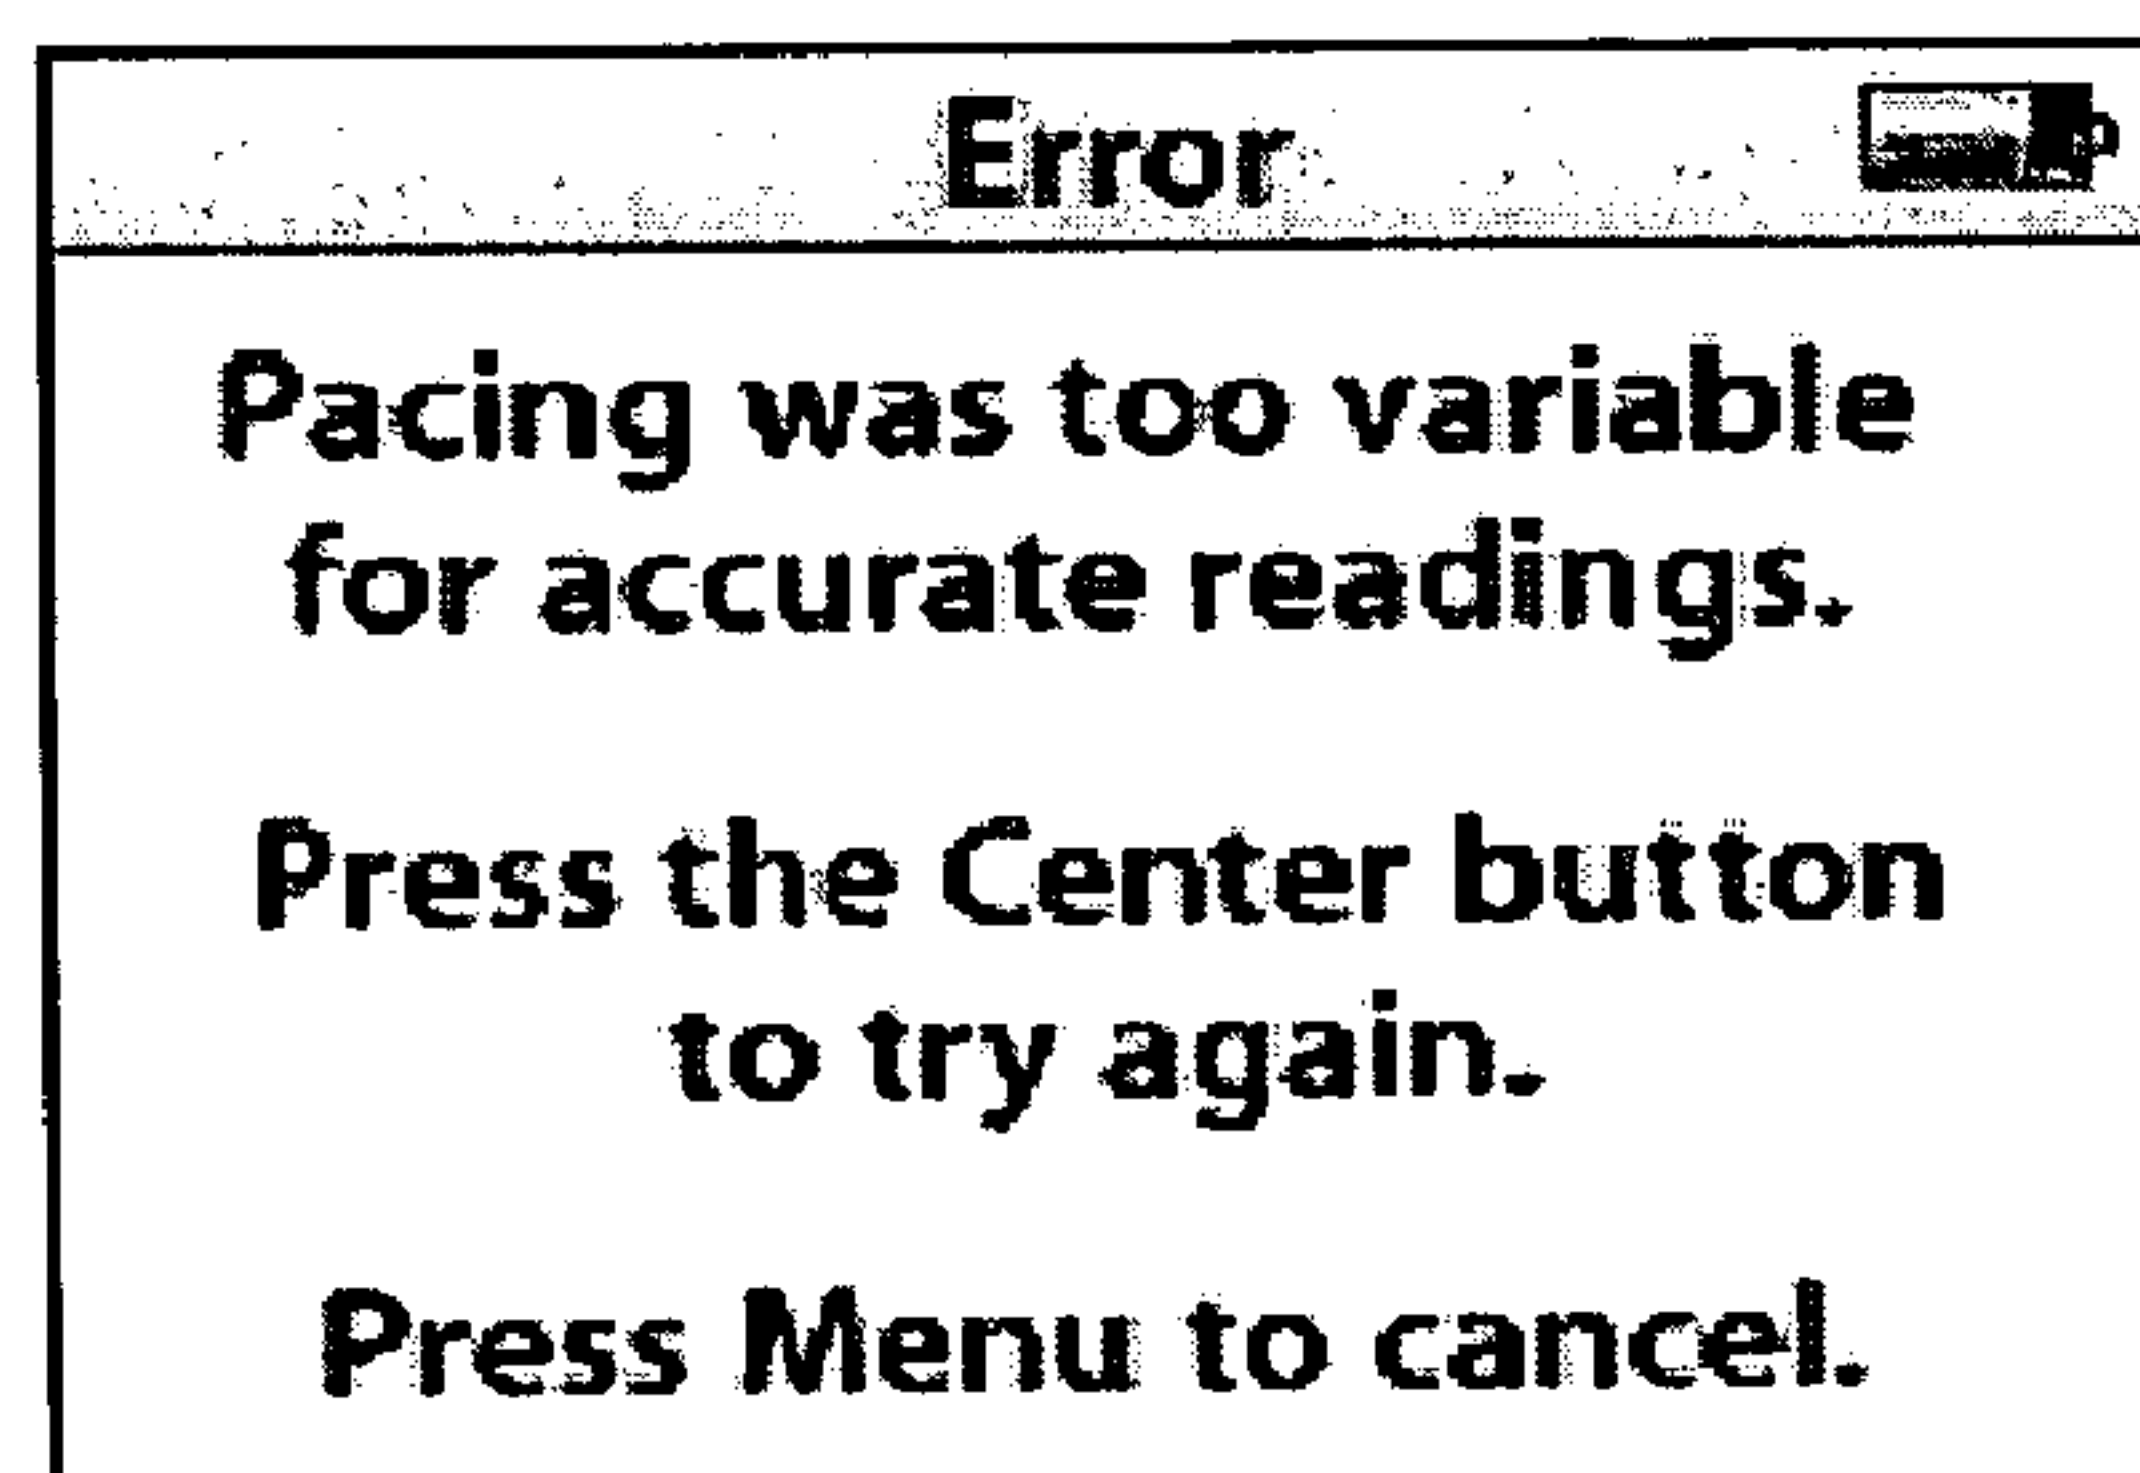 Error
Pacing was too variable
for accurate readings.
Press the Center button
to try again.
Press Menu to cancel.